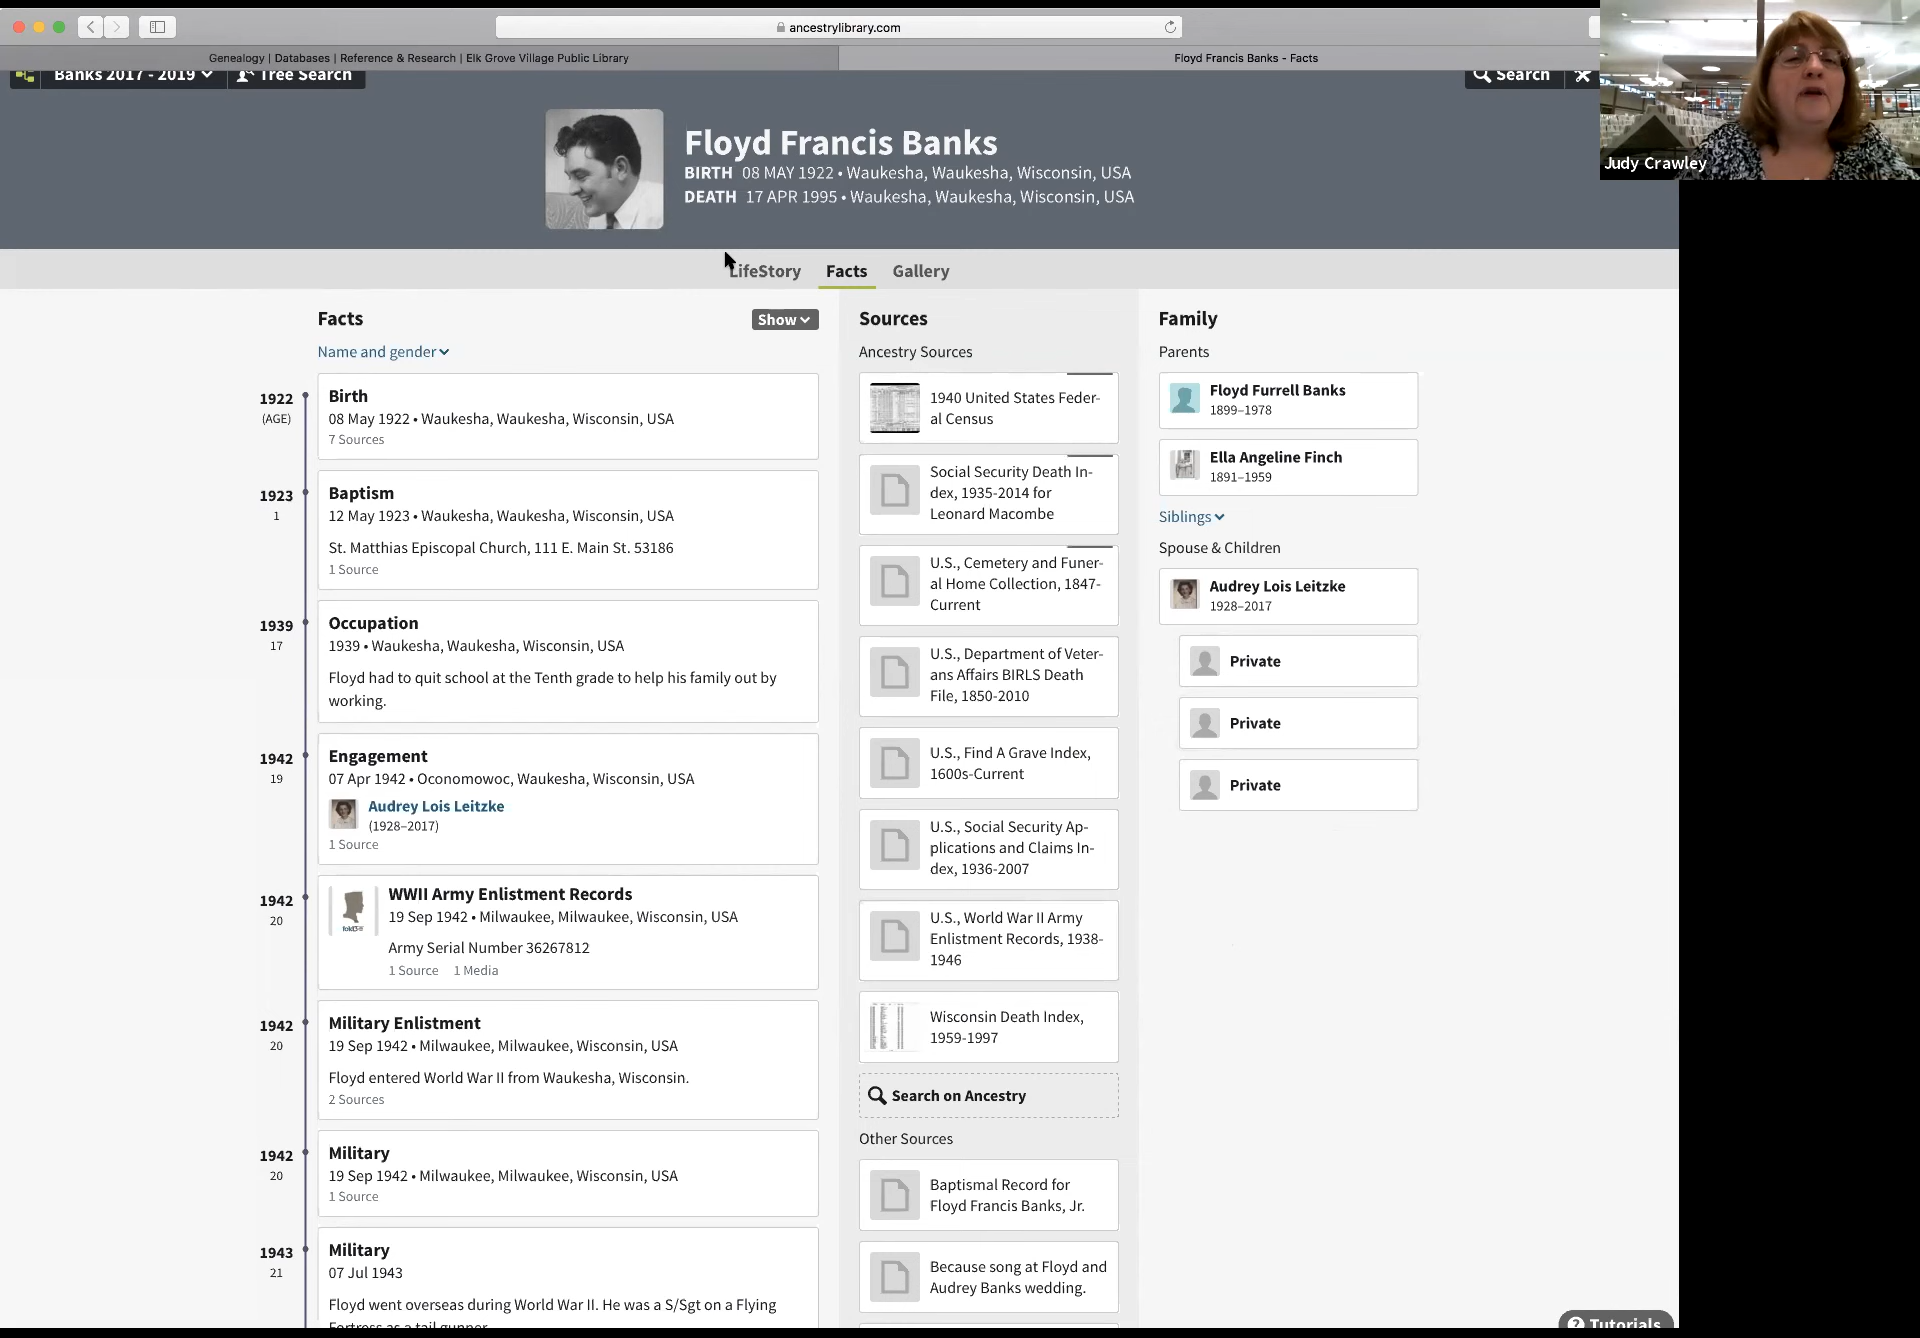 ancestrylibrary.com
Genealogy | Databases | Reference & Research | Elk Grove Village Public Library
Floyd Francis Banks - Facts
Banks 2017 - 2019
Tree Search
Search
Judy Crawley
Floyd Francis Banks
BIRTH 08 MAY 1922 • Waukesha, Waukesha, Wisconsin, USA
DEATH 17 APR 1995 • Waukesha, Waukesha, Wisconsin, USA
LifeStory
Facts
Gallery
Facts
Show
Name and gender
1922
(AGE)
Birth
08 May 1922 • Waukesha, Waukesha, Wisconsin, USA
7 Sources
1923
1
Baptism
12 May 1923 • Waukesha, Waukesha, Wisconsin, USA
St. Matthias Episcopal Church, 111 E. Main St. 53186
1 Source
1939
17
Occupation
1939 • Waukesha, Waukesha, Wisconsin, USA
Floyd had to quit school at the Tenth grade to help his family out by
working.
1942
19
Engagement
07 Apr 1942 • Oconomowoc, Waukesha, Wisconsin, USA
Audrey Lois Leitzke
(1928–2017)
1 Source
1942
20
fold3
WWII Army Enlistment Records
19 Sep 1942 • Milwaukee, Milwaukee, Wisconsin, USA
Army Serial Number 36267812
1 Source 1 Media
1942
20
Military Enlistment
19 Sep 1942 • Milwaukee, Milwaukee, Wisconsin, USA
Floyd entered World War II from Waukesha, Wisconsin.
2 Sources
1942
20
Military
19 Sep 1942 • Milwaukee, Milwaukee, Wisconsin, USA
1 Source
1943
21
Military
07 Jul 1943
Floyd went overseas during World War II. He was a S/Sgt on a Flying
Fortress as a tail gunner
Sources
Ancestry Sources
1940 United States Feder-
al Census
Social Security Death In-
dex, 1935-2014 for
Leonard Macombe
U.S., Cemetery and Funer-
al Home Collection, 1847-
Current
U.S., Department of Veter-
ans Affairs BIRLS Death
File, 1850-2010
U.S., Find A Grave Index,
1600s-Current
U.S., Social Security Ap-
plications and Claims In-
dex, 1936-2007
U.S., World War II Army
Enlistment Records, 1938-
1946
Wisconsin Death Index,
1959-1997
Search on Ancestry
Other Sources
Baptismal Record for
Floyd Francis Banks, Jr.
Because song at Floyd and
Audrey Banks wedding.
Family
Parents
Floyd Furrell Banks
1899–1978
Ella Angeline Finch
1891–1959
Siblings
Spouse & Children
Audrey Lois Leitzke
1928–2017
Private
Private
Private
Tutorials